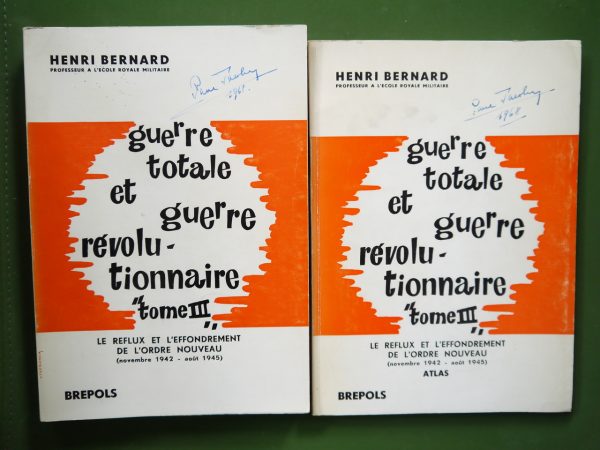 HENRI BERNARD
PROFESSEUR A L'ECOLE ROYALE MILITAIRE
guerre
totale
et
guerre
révolu-
tionnaire
"tome III"
LE REFLUX ET L'EFFONDREMENT
DE L'ORDRE NOUVEAU
(novembre 1942 - août 1945)
BREPOLS
HENRI BERNARD
PROFESSEUR A L'ECOLE ROYALE MILITAIRE
1968
guerre
totale
et
guerre
révolu-
tionnaire
"tome III"
LE REFLUX ET L'EFFONDREMENT
DE L'ORDRE NOUVEAU
(novembre 1942 - août 1945)
ATLAS
BREPOLS